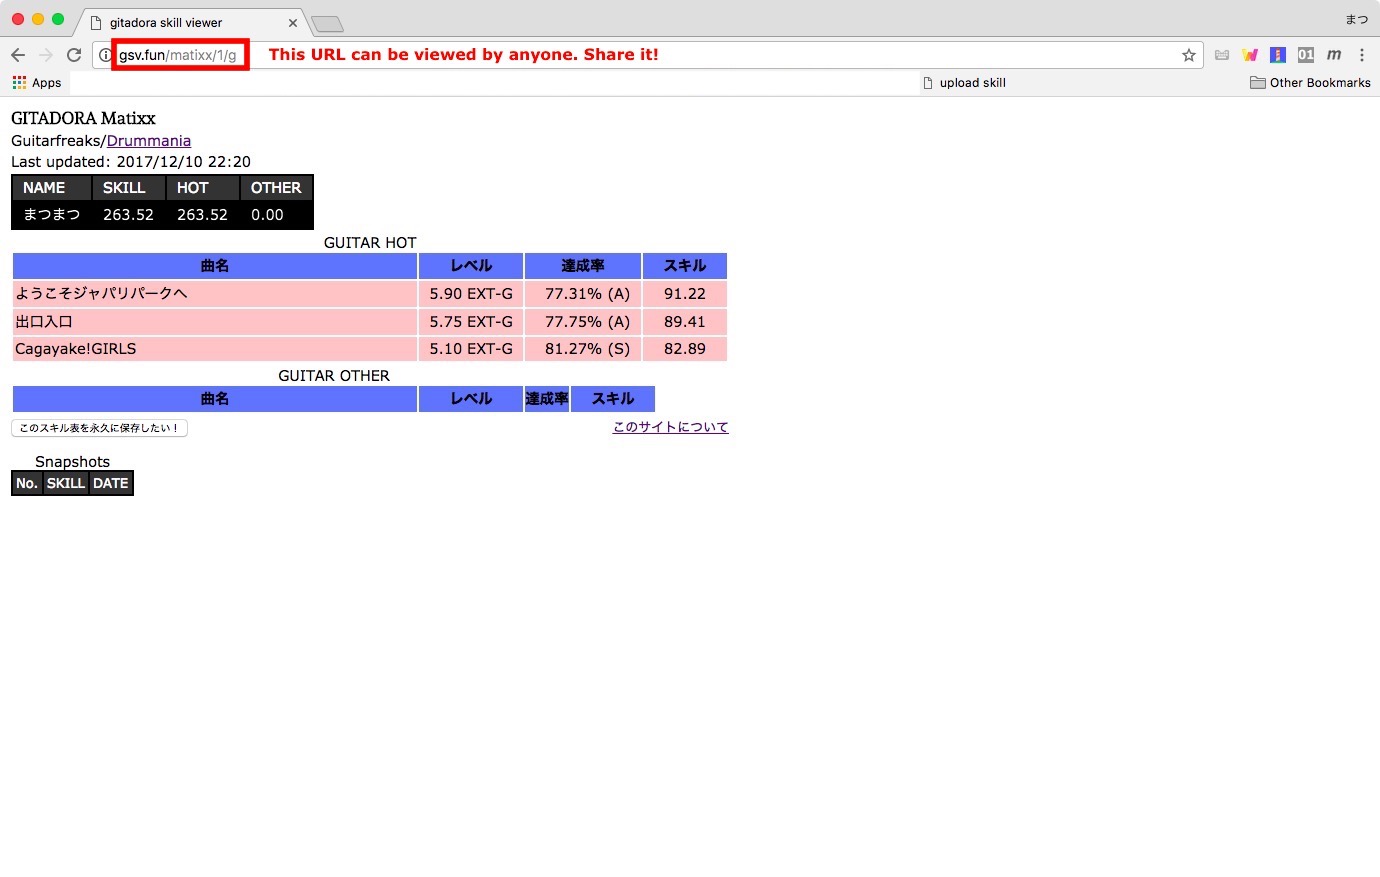 gitadora skill viewer
まつ
gsv.fun/matixx/1/g
This URL can be viewed by anyone. Share it!
01
m
Apps
upload skill
Other Bookmarks
GITADORA Matixx
Guitarfreaks/Drummania
Last updated: 2017/12/10 22:20
NAME SKILL HOT OTHER
まつまつ 263.52 263.52 0.00
GUITAR HOT
曲名 レベル 達成率 スキル
ようこそジャパリパークへ 5.90 EXT-G 77.31% (A) 91.22
出口入口 5.75 EXT-G 77.75% (A) 89.41
Cagayake!GIRLS 5.10 EXT-G 81.27% (S) 82.89
GUITAR OTHER
曲名 レベル 達成率 スキル
このスキル表を永久に保存したい！ このサイトについて
Snapshots
No. SKILL DATE